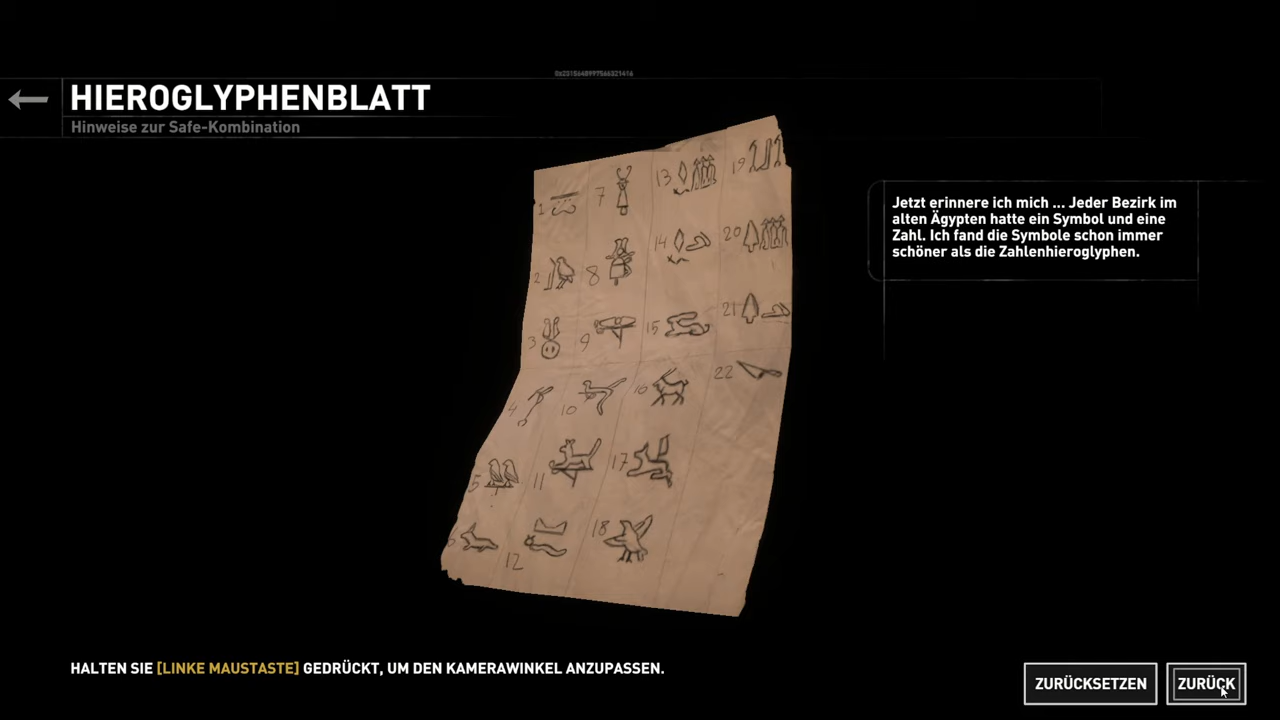 0x2315648997566321416
HIEROGLYPHENBLATT
Hinweise zur Safe-Kombination
1 7 13 19
2 8 14 20
3 9 15 21
4 10 16 22
5 11 17
6 12 18
Jetzt erinnere ich mich ... Jeder Bezirk im
alten Ägypten hatte ein Symbol und eine
Zahl. Ich fand die Symbole schon immer
schöner als die Zahlenhieroglyphen.
HALTEN SIE [LINKE MAUSTASTE] GEDRÜCKT, UM DEN KAMERAWINKEL ANZUPASSEN.
ZURÜCKSETZEN
ZURÜCK